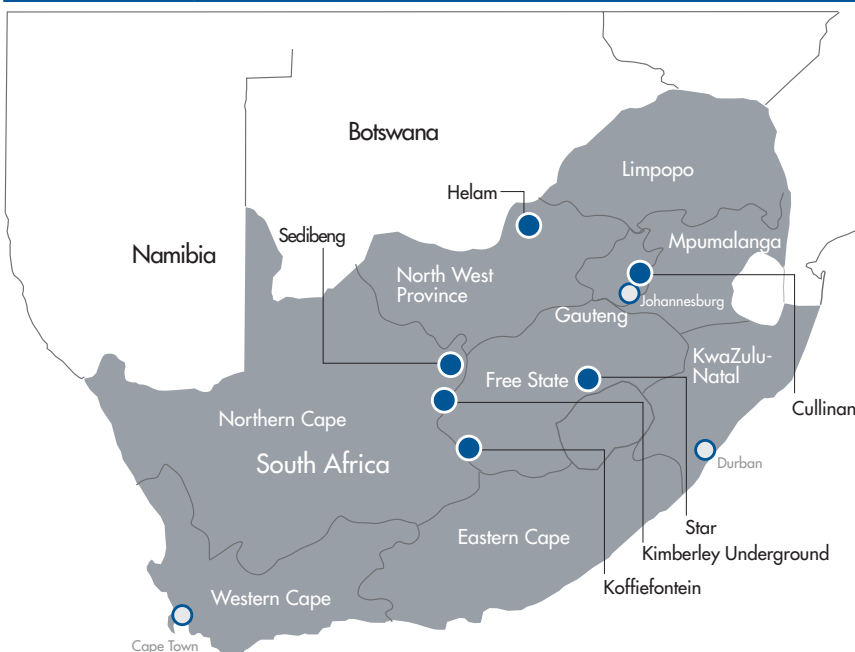 Botswana
Limpopo
Helam
Sedibeng
Mpumalanga
Namibia
North West
Province
Johannesburg
Gauteng
KwaZulu-
Natal
Free State
Cullinan
Northern Cape
South Africa
Durban
Star
Eastern Cape
Kimberley Underground
Koffiefontein
Western Cape
Cape Town